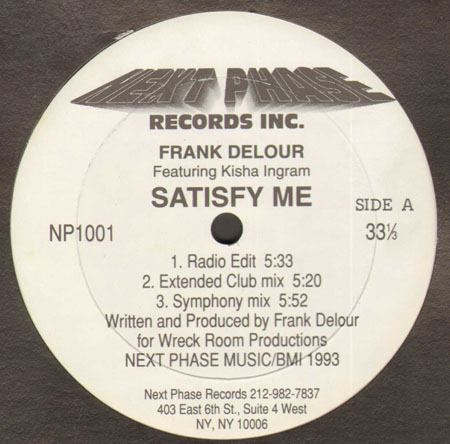 NEXT PHASE
RECORDS INC.
FRANK DELOUR
Featuring Kisha Ingram
SATISFY ME
SIDE A
NP1001
33⅓
1. Radio Edit 5:33
2. Extended Club mix 5:20
3. Symphony mix 5:52
Written and Produced by Frank Delour
for Wreck Room Productions
NEXT PHASE MUSIC/BMI 1993
Next Phase Records 212-982-7837
403 East 6th St., Suite 4 West
NY, NY 10006